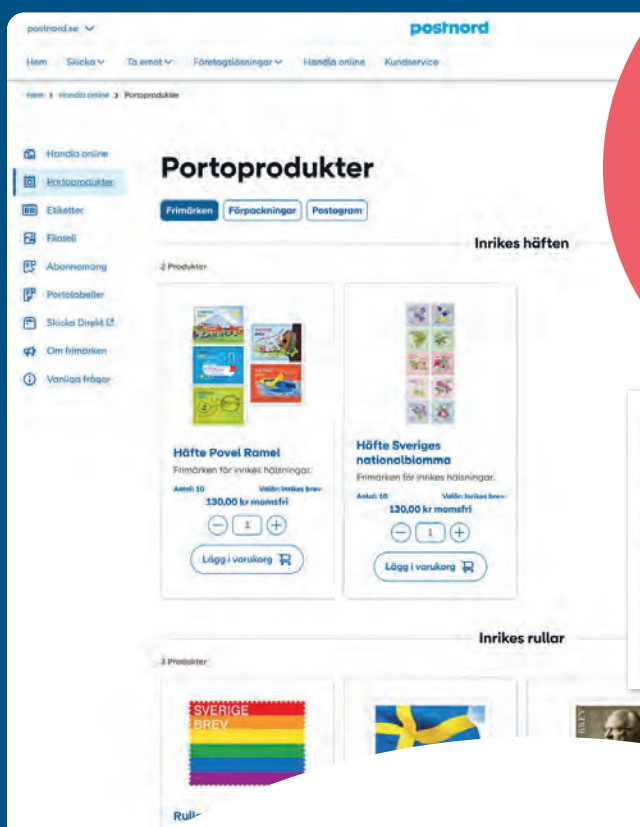 postnord.se
postnord
Hem Skicka Ta emot Företagslösningar Handla online Kundservice
Hem > Handla online > Portoprodukter
Handla online
Portoprodukter
Etiketter
Filateli
Abonnemang
Portotabeller
Skicka Direkt
Om frimärken
Vanliga frågor
Portoprodukter
Frimärken Förpackningar Postogram
Inrikes häften
2 Produkter
Häfte Povel Ramel
Frimärken för inrikes hälsningar.
Antal: 10 Valör: Inrikes brev
130,00 kr momsfri
1
Lägg i varukorg
Häfte Sveriges
nationalblomma
Frimärken för inrikes hälsningar.
Antal: 10 Valör: Inrikes brev
130,00 kr momsfri
1
Lägg i varukorg
Inrikes rullar
3 Produkter
SVERIGE
BREV
BREV